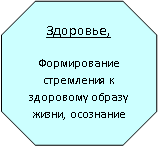 Здоровье,
Формирование
стремления к
здоровому образу
жизни, осознание